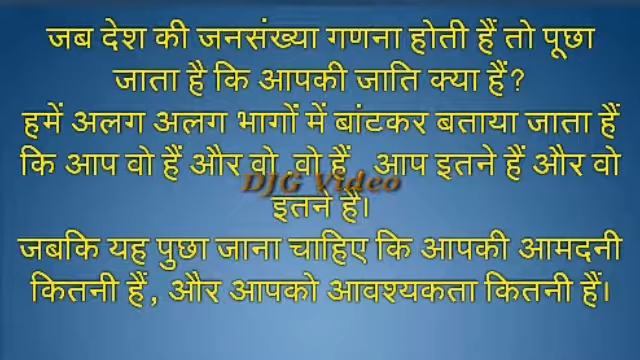 जब देश की जनसंख्या गणना होती हैं तो पूछा
जाता है कि आपकी जाति क्या हैं?
हमें अलग अलग भागों में बांटकर बताया जाता हैं
कि आप वो हैं और वो ,वो हैं , आप इतने हैं और वो
DJG Video
इतने हैं।
जबकि यह पुछा जाना चाहिए कि आपकी आमदनी
कितनी हैं, और आपको आवश्यकता कितनी हैं।